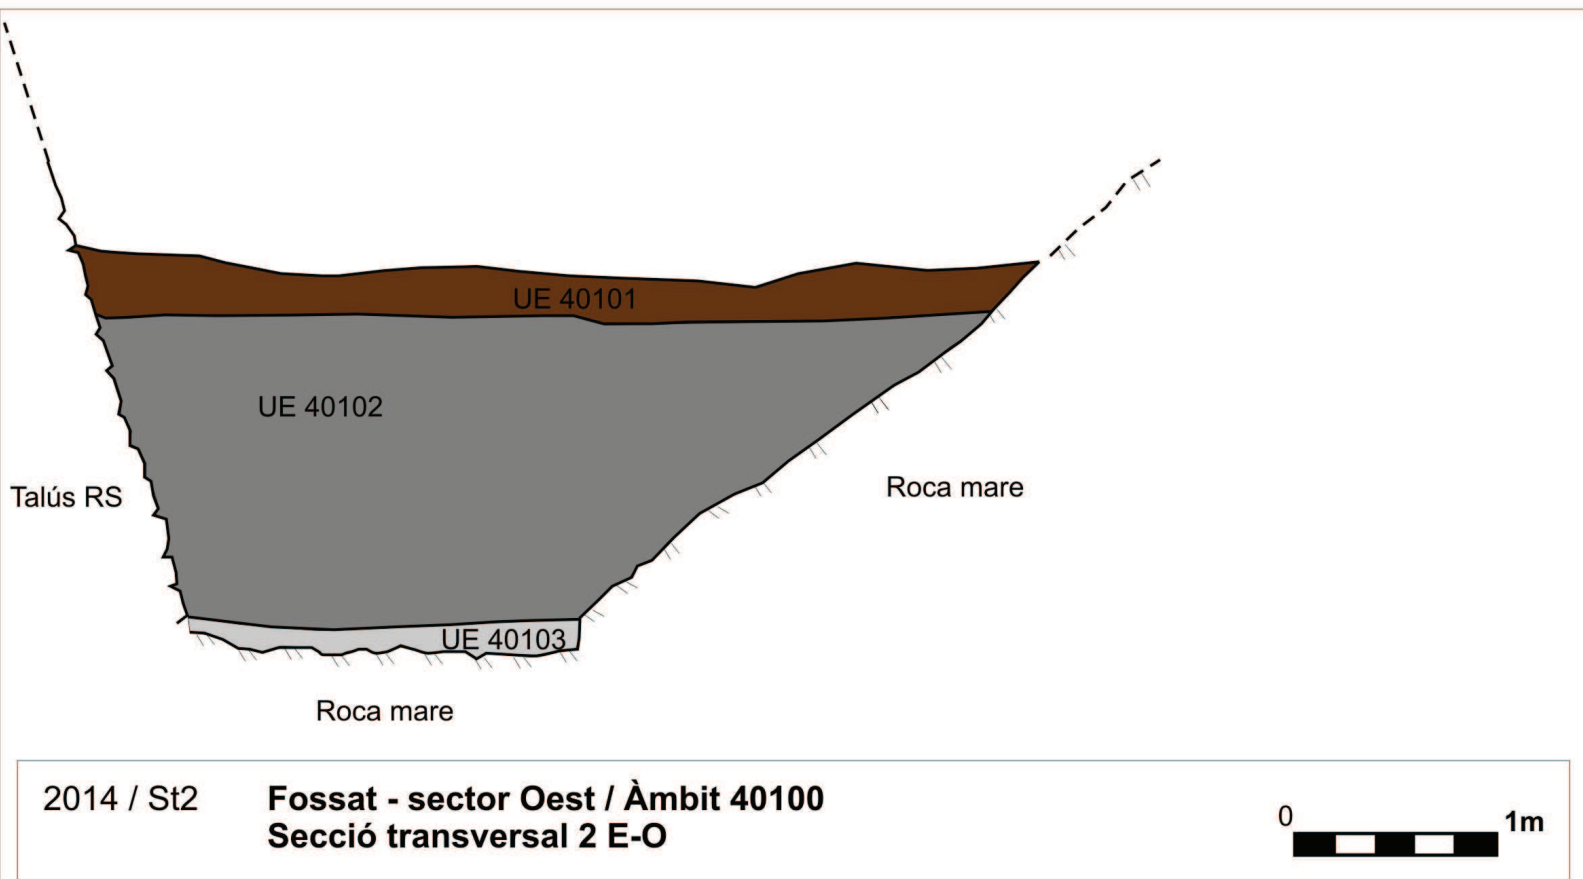 UE 40101
UE 40102
Talús RS
Roca mare
UE 40103
Roca mare
2014 / St2
Fossat - sector Oest / Àmbit 40100
Secció transversal 2 E-O
0
1m